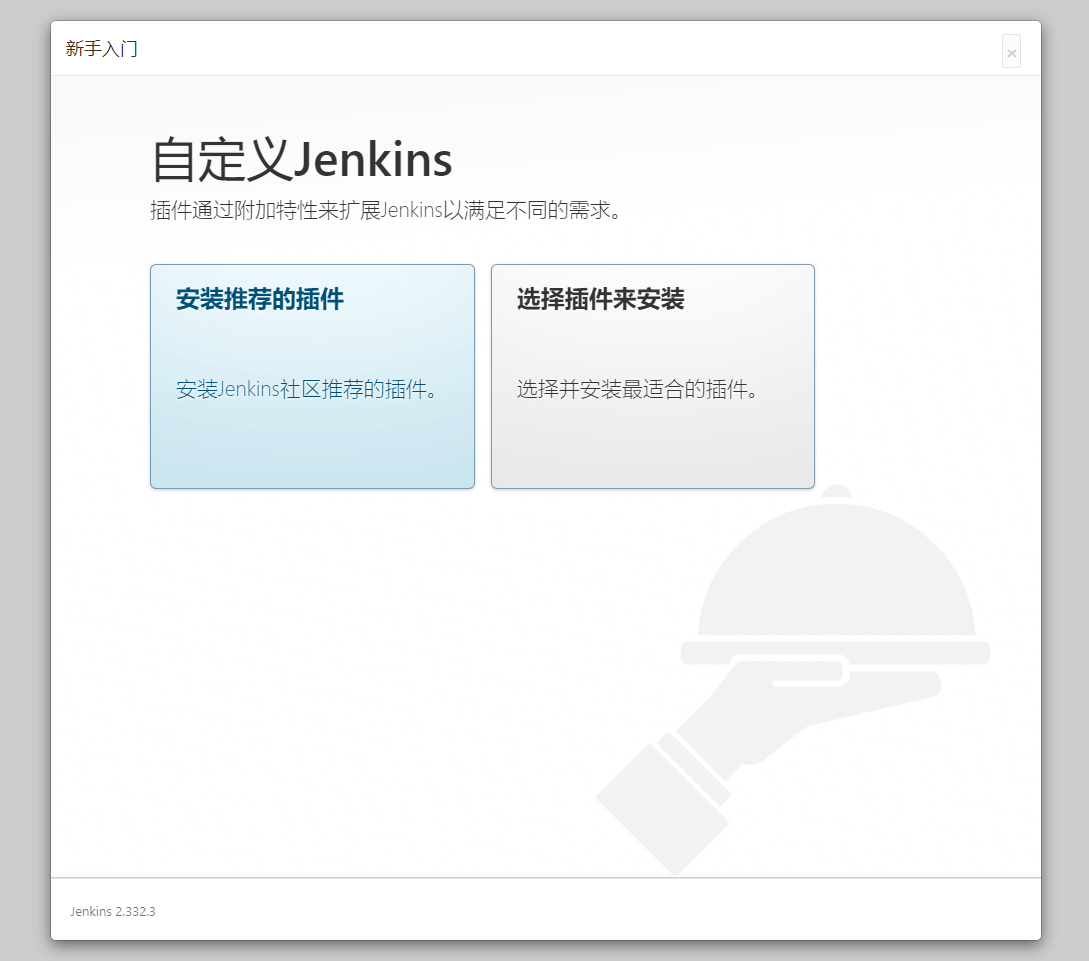 新手入门
×
自定义Jenkins
插件通过附加特性来扩展Jenkins以满足不同的需求。
安装推荐的插件
安装Jenkins社区推荐的插件。
选择插件来安装
选择并安装最适合的插件。
Jenkins 2.332.3